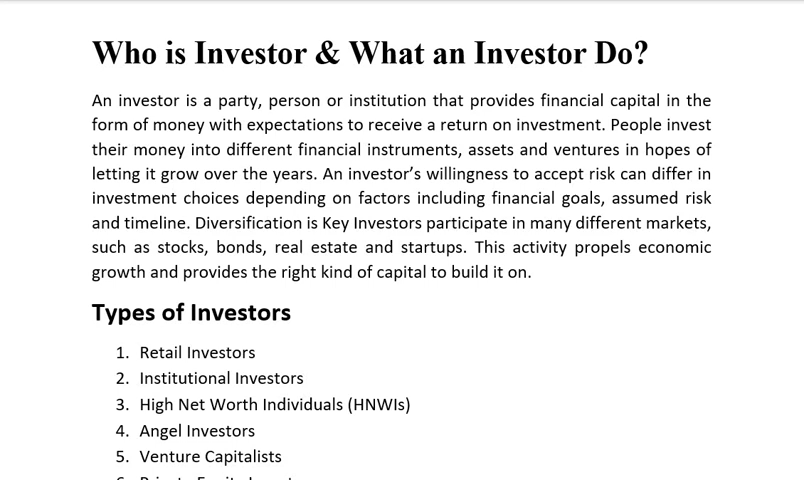 Who is Investor & What an Investor Do?
An investor is a party, person or institution that provides financial capital in the
form of money with expectations to receive a return on investment. People invest
their money into different financial instruments, assets and ventures in hopes of
letting it grow over the years. An investor’s willingness to accept risk can differ in
investment choices depending on factors including financial goals, assumed risk
and timeline. Diversification is Key Investors participate in many different markets,
such as stocks, bonds, real estate and startups. This activity propels economic
growth and provides the right kind of capital to build it on.
Types of Investors
1. Retail Investors
2. Institutional Investors
3. High Net Worth Individuals (HNWIs)
4. Angel Investors
5. Venture Capitalists